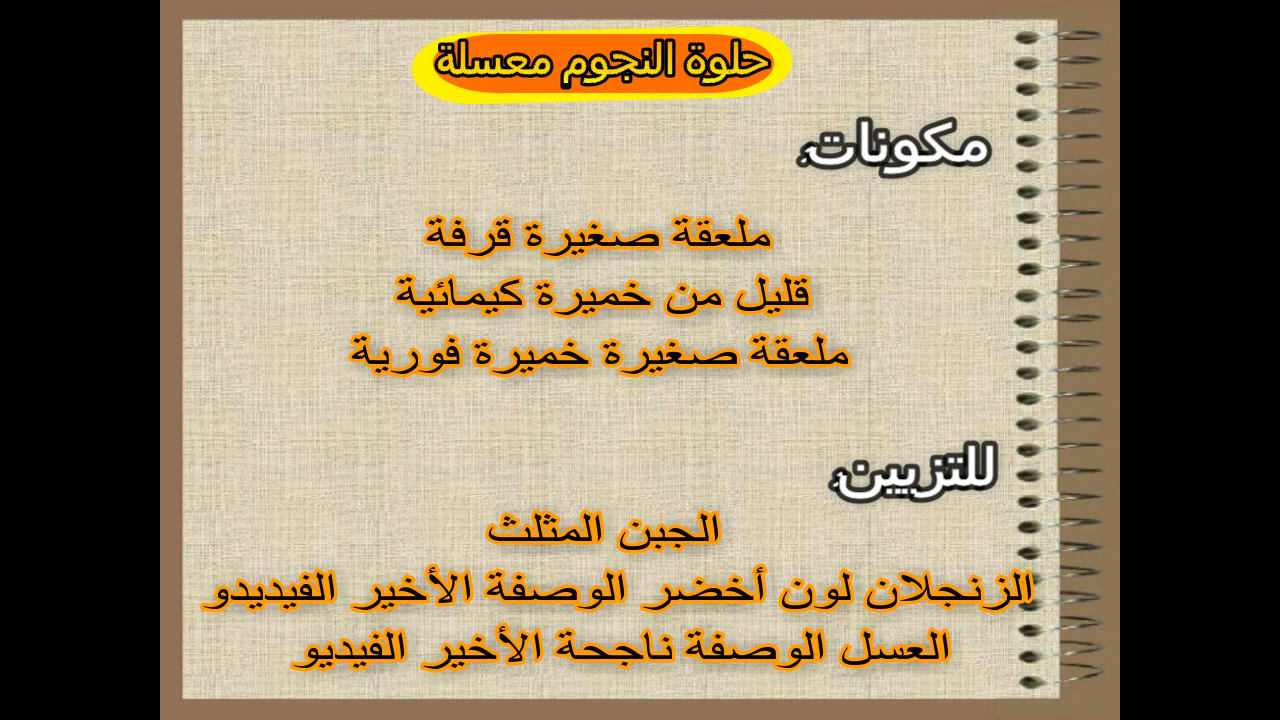 حلوة النجوم معسلة
مكونات:
ملعقة صغيرة قرفة
قليل من خميرة كيمائية
ملعقة صغيرة خميرة فورية
للتزيين:
الجبن المثلث
الزنجلان لون أخضر الوصفة الأخير الفيديدو
العسل الوصفة ناجحة الأخير الفيديو